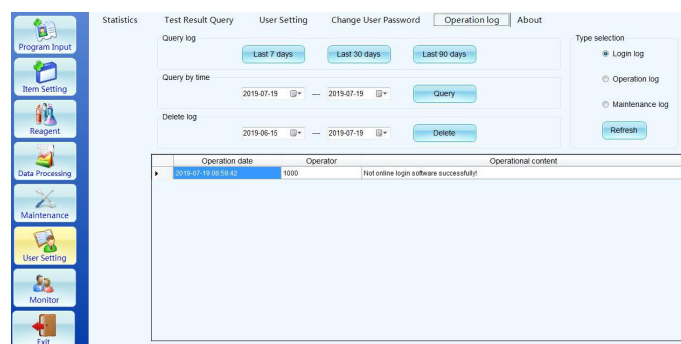 Statistics Test Result Query User Setting Change User Password Operation log About
Program Input
Item Setting
Reagent
Data Processing
Maintenance
User Setting
Monitor
Exit
Query log
Last 7 days Last 30 days Last 90 days
Query by time
2019-07-19 --- 2019-07-19 Query
Delete log
2019-06-15 --- 2019-07-19 Delete
Type selection
Login log
Operation log
Maintenance log
Refresh
Operation date Operator Operational content
2019-07-19 08:59:42 1000 Not online login software successfully!